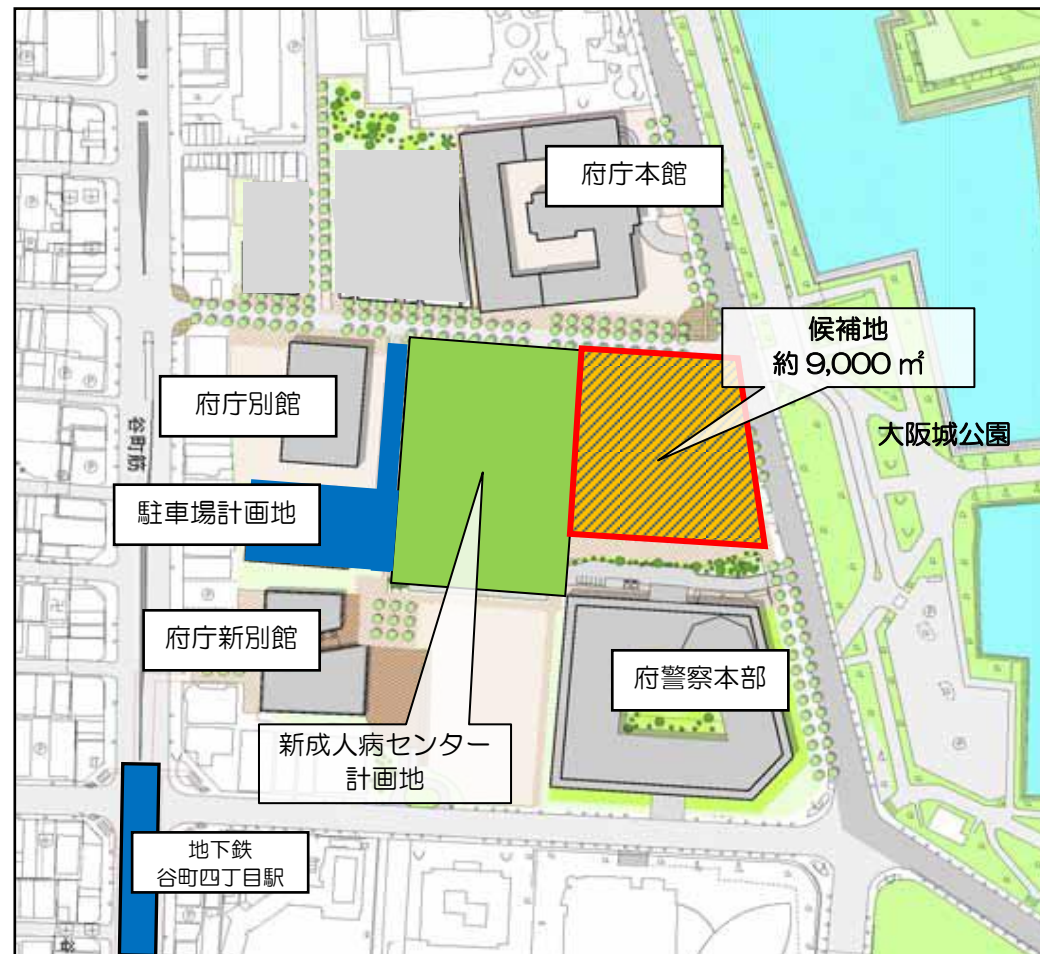 府庁本館
候補地
約 9,000 ㎡
大阪城公園
府庁別館
谷町筋
駐車場計画地
府庁新別館
府警察本部
新成人病センター
計画地
地下鉄
谷町四丁目駅